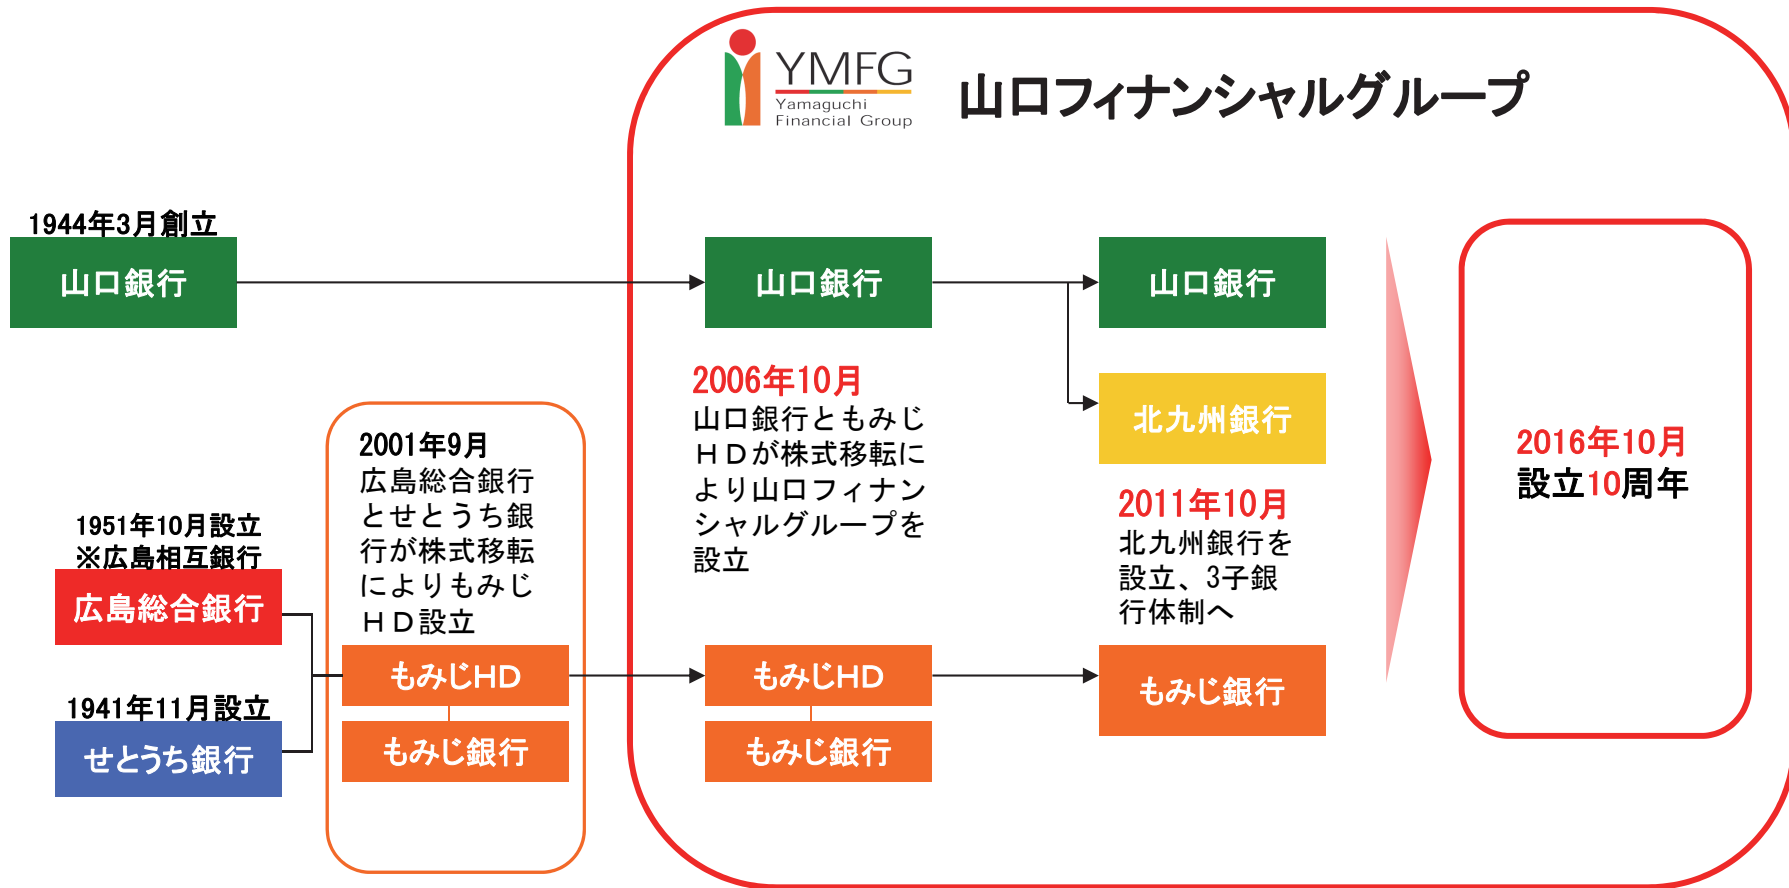 YMFG
Yamaguchi
Financial Group
山口フィナンシャルグループ
1944年3月創立
山口銀行
山口銀行
山口銀行
2006年10月
山口銀行ともみじ
ＨＤが株式移転に
より山口フィナン
シャルグループを
設立
北九州銀行
2011年10月
北九州銀行を
設立、3子銀
行体制へ
2016年10月
設立10周年
2001年9月
広島総合銀行
とせとうち銀
行が株式移転
によりもみじ
ＨＤ設立
1951年10月設立
※広島相互銀行
広島総合銀行
1941年11月設立
せとうち銀行
もみじHD
もみじ銀行
もみじHD
もみじ銀行
もみじ銀行